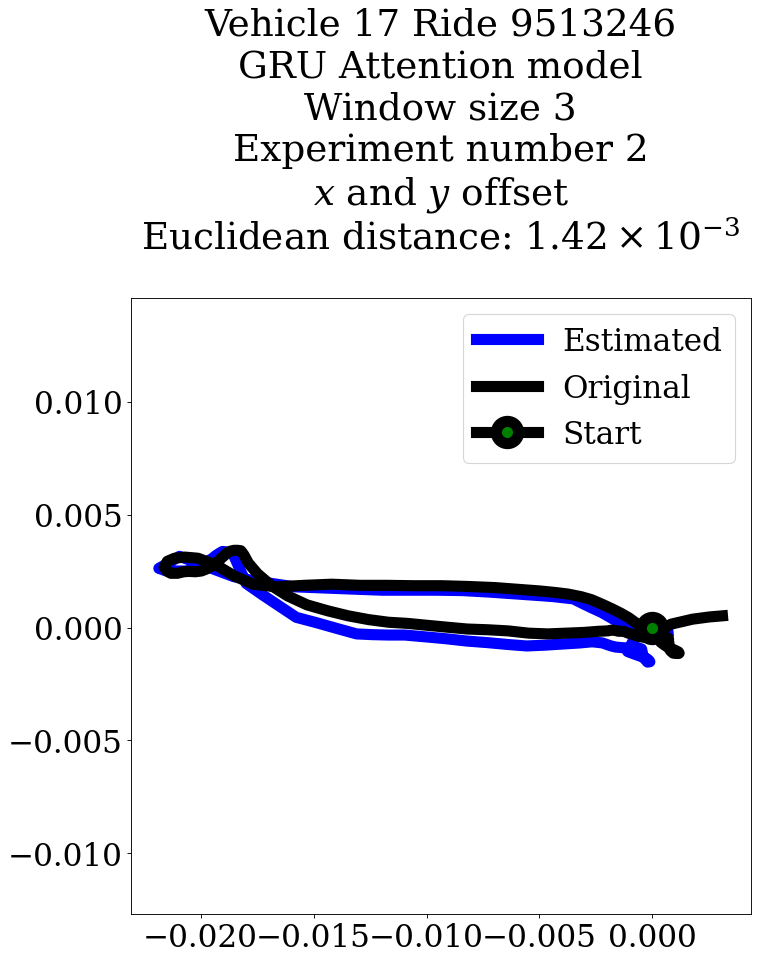 Vehicle 17 Ride 9513246
GRU Attention model
Window size 3
Experiment number 2
x and y offset
Euclidean distance: 1.42 × 10⁻³
Estimated
Original
Start
0.010
0.005
0.000
−0.005
−0.010
−0.020−0.015−0.010−0.005 0.000